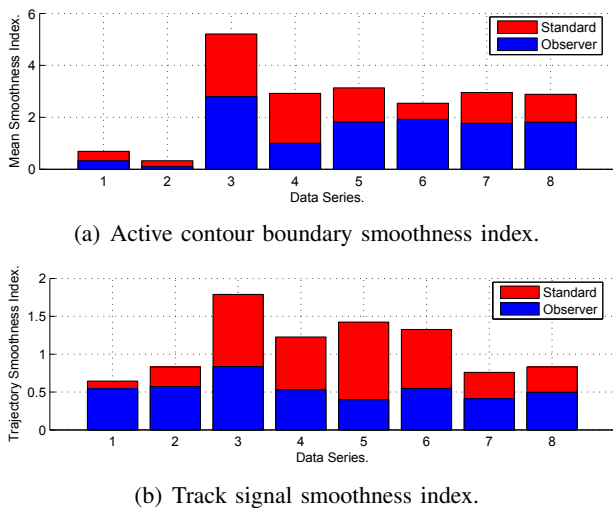 6
4
2
0
Mean Smoothness Index.
Standard
Observer
1 2 3 4 5 6 7 8
Data Series.
(a) Active contour boundary smoothness index.
2
1.5
1
0.5
0
Trajectory Smoothness Index.
Standard
Observer
1 2 3 4 5 6 7 8
Data Series.
(b) Track signal smoothness index.